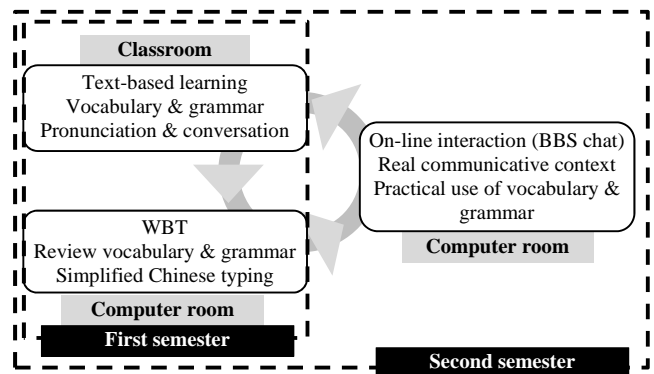 Classroom
Text-based learning
Vocabulary & grammar
Pronunciation & conversation
WBT
Review vocabulary & grammar
Simplified Chinese typing
Computer room
First semester
On-line interaction (BBS chat)
Real communicative context
Practical use of vocabulary &
grammar
Computer room
Second semester